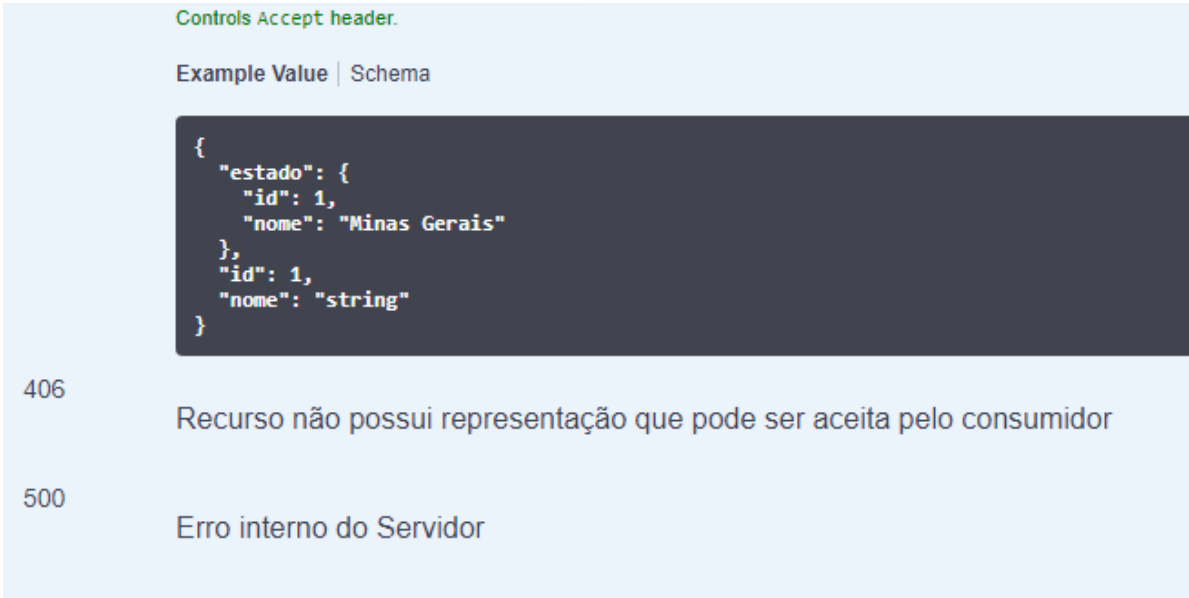 Controls Accept header.
Example Value | Schema
{
  "estado": {
    "id": 1,
    "nome": "Minas Gerais"
  },
  "id": 1,
  "nome": "string"
}
406
Recurso não possui representação que pode ser aceita pelo consumidor
500
Erro interno do Servidor